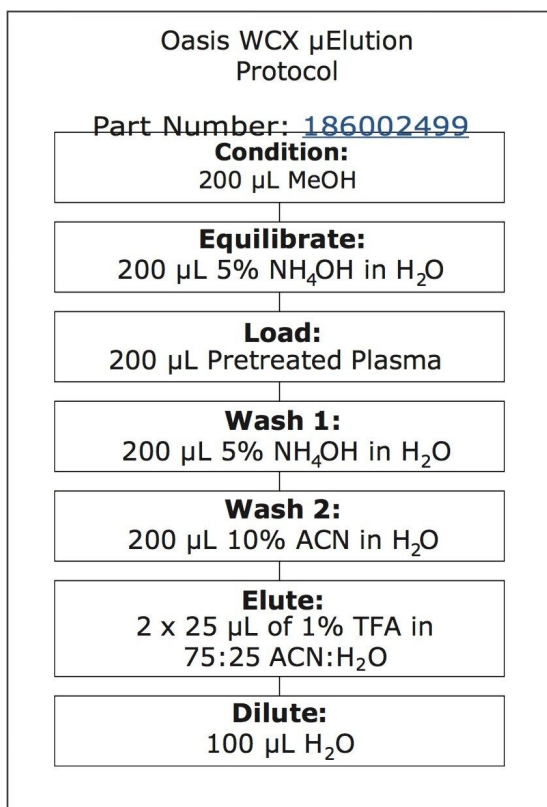 Oasis WCX µElution
Protocol
Part Number: 186002499
Condition:
200 µL MeOH
Equilibrate:
200 µL 5% NH₄OH in H₂O
Load:
200 µL Pretreated Plasma
Wash 1:
200 µL 5% NH₄OH in H₂O
Wash 2:
200 µL 10% ACN in H₂O
Elute:
2 x 25 µL of 1% TFA in
75:25 ACN:H₂O
Dilute:
100 µL H₂O